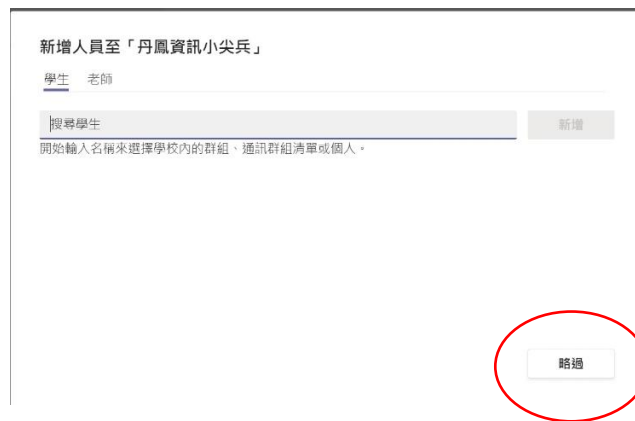 新增人員至「丹鳳資訊小尖兵」
學生 老師
搜尋學生 新增
開始輸入名稱來選擇學校內的群組、通訊群組清單或個人。
略過